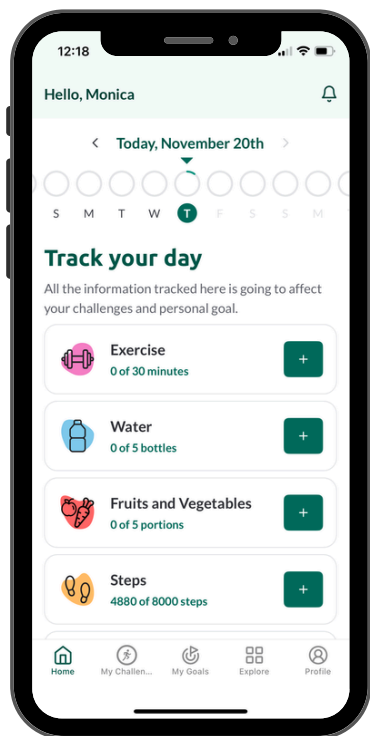 12:18
Hello, Monica
Today, November 20th
S M T W T F S S M
Track your day
All the information tracked here is going to affect
your challenges and personal goal.
Exercise
0 of 30 minutes
+
Water
0 of 5 bottles
+
Fruits and Vegetables
0 of 5 portions
+
Steps
4880 of 8000 steps
+
Home My Challen... My Goals Explore Profile